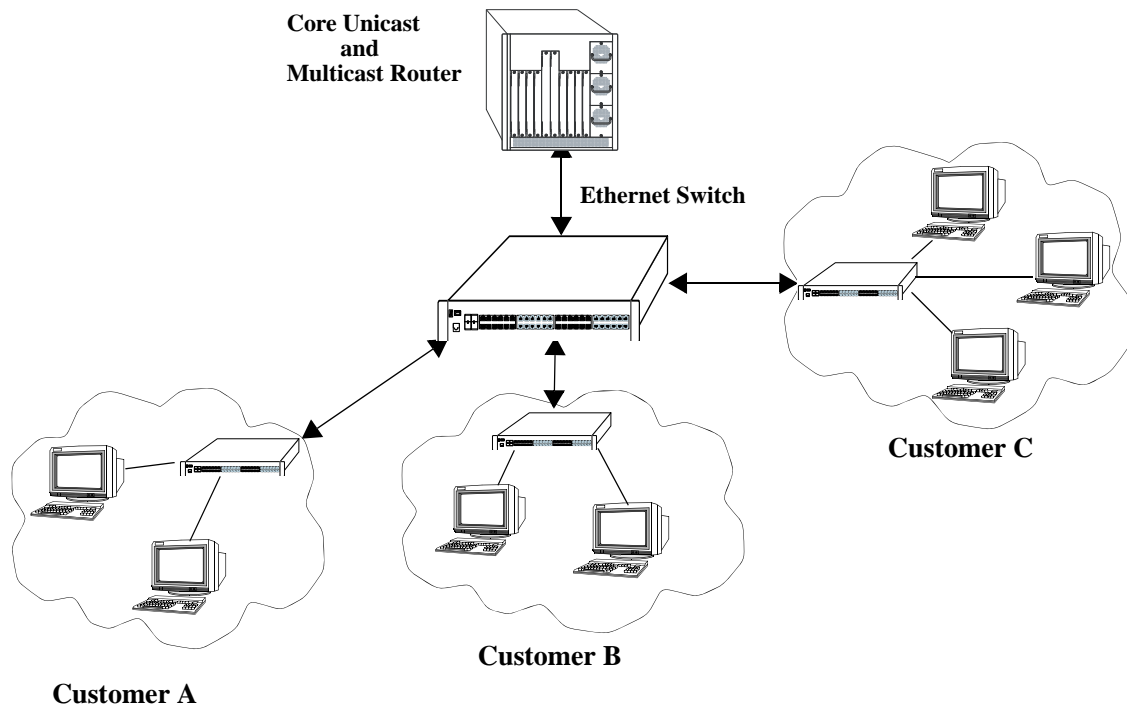 Core Unicast
and
Multicast Router
Ethernet Switch
Customer C
Customer B
Customer A